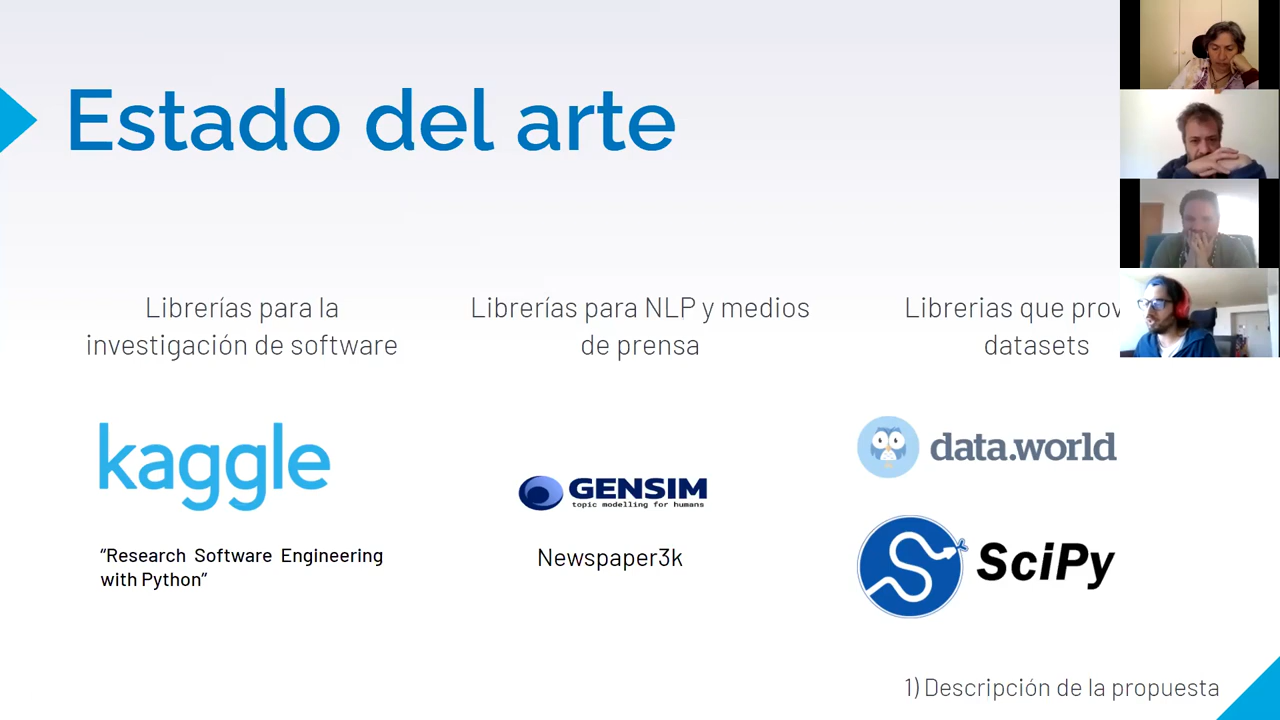 Estado del arte
Librerías para la
investigación de software
kaggle
“Research Software Engineering
with Python”
Librerías para NLP y medios
de prensa
GENSIM
topic modelling for humans
Newspaper3k
Librerias que
datasets
data.world
SciPy
1) Descripción de la propuesta